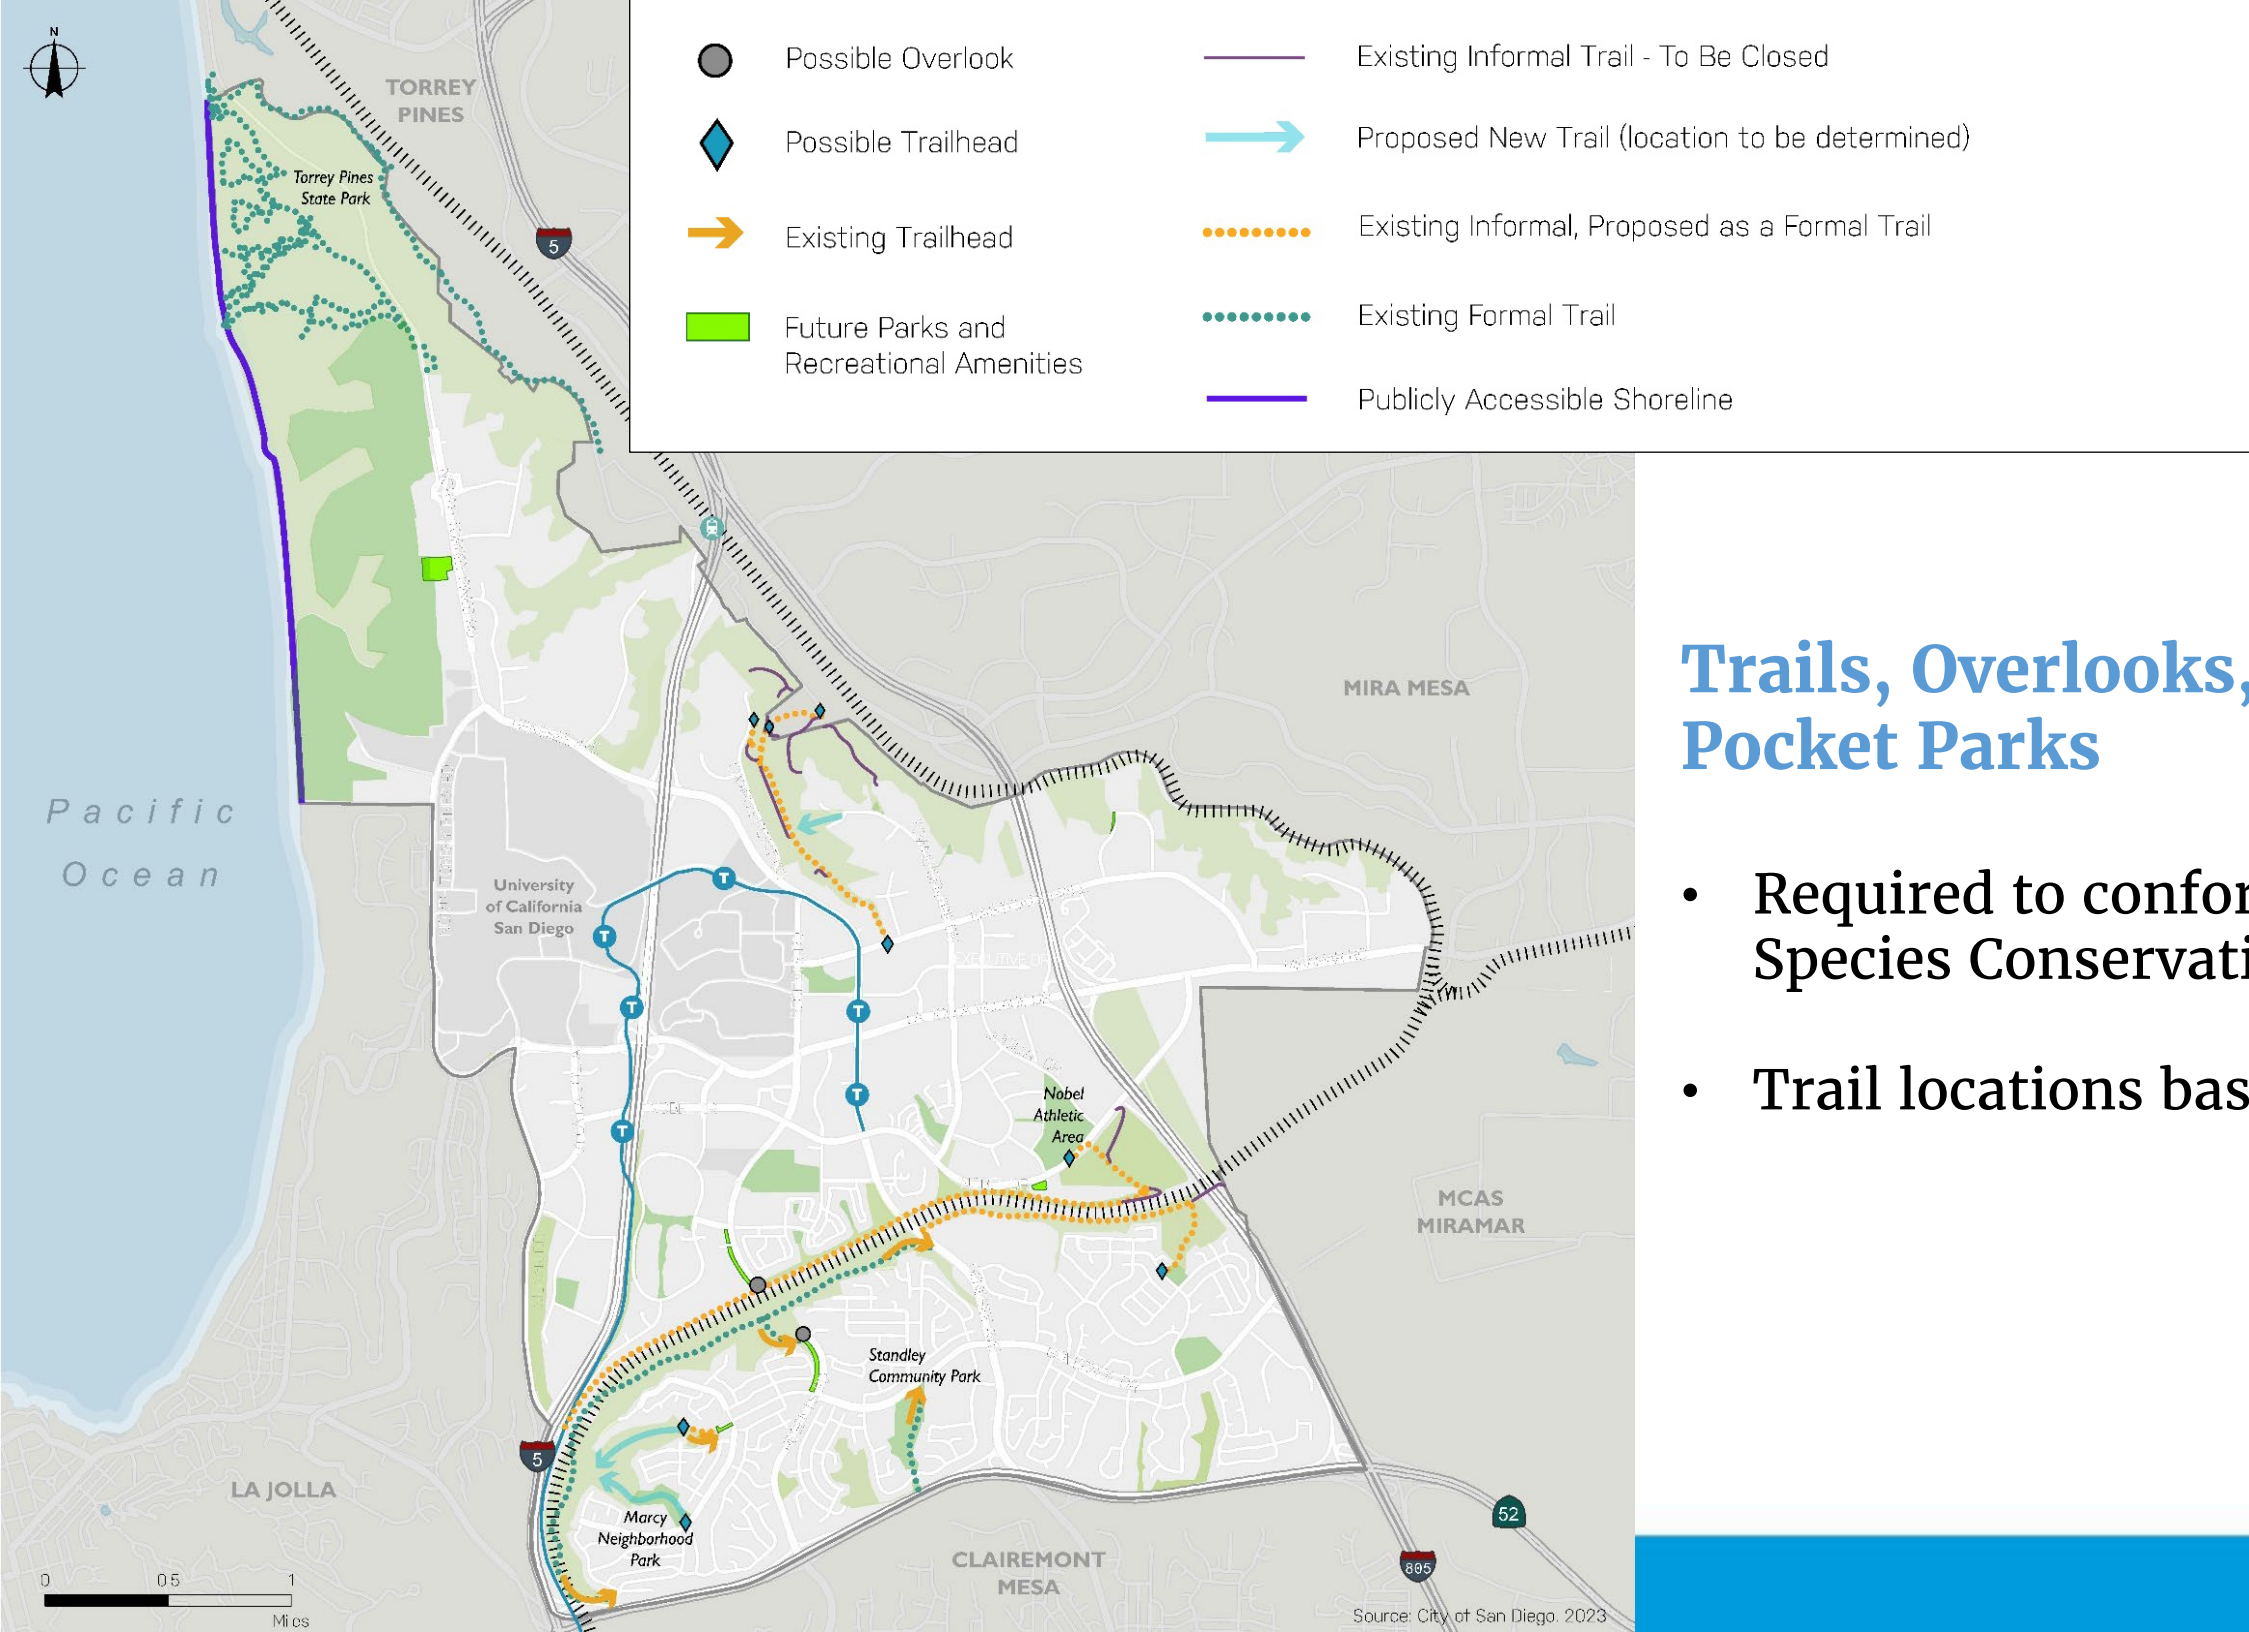 N
TORREY
PINES
Torrey Pines
State Park
5
Possible Overlook
Possible Trailhead
Existing Trailhead
Future Parks and
Recreational Amenities
Existing Informal Trail - To Be Closed
Proposed New Trail (location to be determined)
Existing Informal, Proposed as a Formal Trail
Existing Formal Trail
Publicly Accessible Shoreline
MIRA MESA
Pacific
Ocean
University
of California
San Diego
T
T
T
T
T
T
EXECUTIVE DR
Nobel
Athletic
Area
MCAS
MIRAMAR
Standley
Community Park
5
LA JOLLA
Marcy
Neighborhood
Park
CLAIREMONT
MESA
52
805
0 0 5 1
Source: City of San Diego. 2023
Trails, Overlooks,
Pocket Parks
• Required to confor
Species Conservati
• Trail locations bas